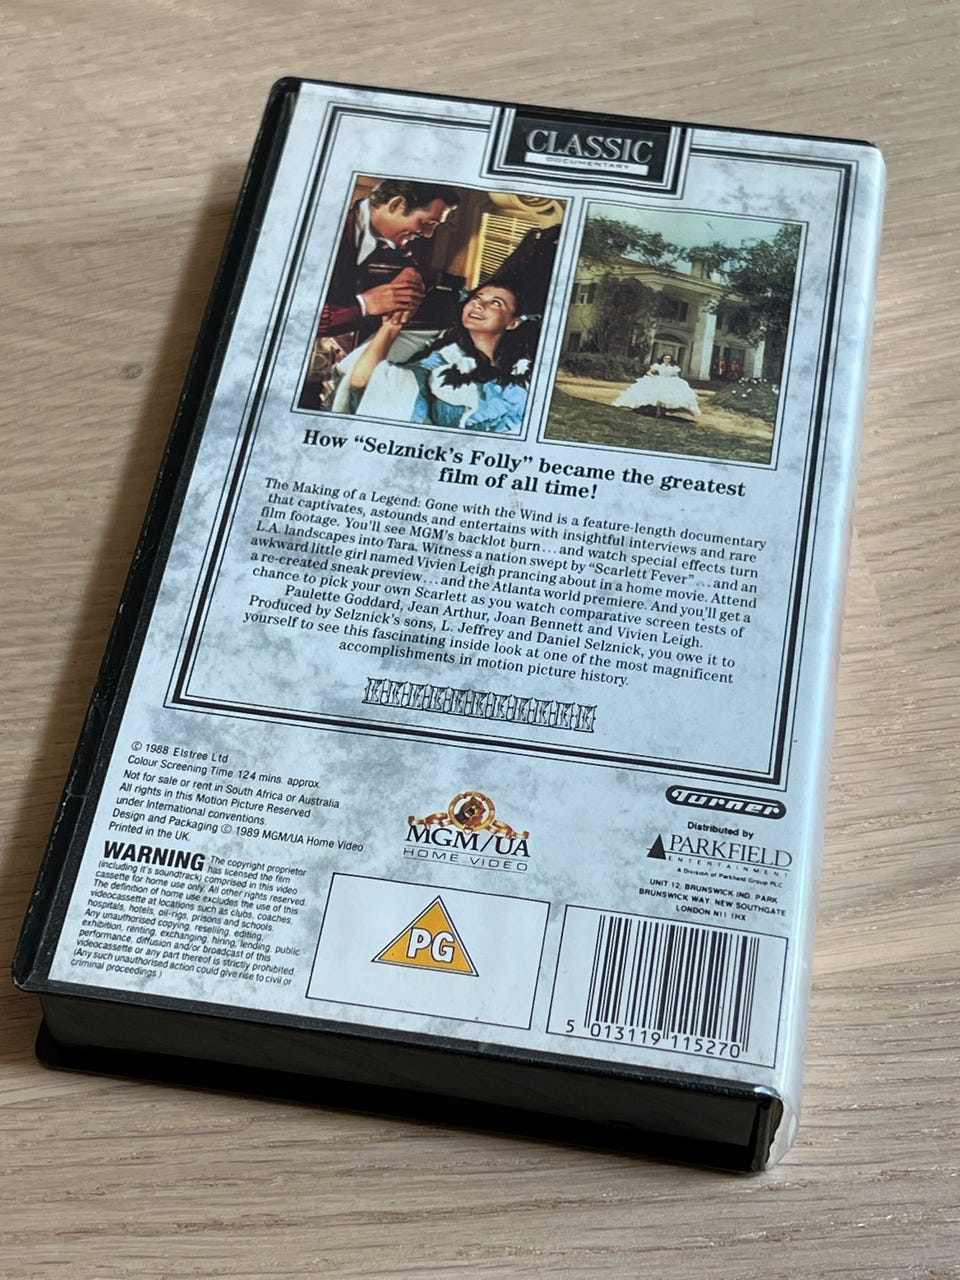 CLASSIC
DOCUMENTARY
How “Selznick’s Folly” became the greatest
film of all time!
The Making of a Legend: Gone with the Wind is a feature-length documentary
that captivates, astounds and entertains with insightful interviews and rare
film footage. You’ll see MGM’s backlot burn...and watch special effects turn
L.A. landscapes into Tara. Witness a nation swept by “Scarlett Fever”...and an
awkward little girl named Vivien Leigh prancing about in a home movie. Attend
a re-created sneak preview...and the Atlanta world premiere. And you’ll get a
chance to pick your own Scarlett as you watch comparative screen tests of
Paulette Goddard, Jean Arthur, Joan Bennett and Vivien Leigh.
Produced by Selznick’s sons, L. Jeffrey and Daniel Selznick, you owe it to
yourself to see this fascinating inside look at one of the most magnificent
accomplishments in motion picture history.
© 1988 Elstree Ltd
Colour Screening Time 124 mins. approx.
Not for sale or rent in South Africa or Australia
All rights in this Motion Picture Reserved
under International conventions.
Design and Packaging © 1989 MGM/UA Home Video
Printed in the UK.
WARNING The copyright proprietor
has licensed the film
(including it's soundtrack) comprised in this video
cassette for home use only. All other rights reserved.
The definition of home use excludes the use of this
videocassette at locations such as clubs, coaches,
hospitals, hotels, oil-rigs, prisons and schools.
Any unauthorised copying, reselling, editing,
exhibition, renting, exchanging, hiring, lending, public
performance, diffusion and/or broadcast of this
videocassette or any part thereof is strictly prohibited.
(Any such unauthorised action could give rise to civil or
criminal proceedings.)
MGM/UA
HOME VIDEO
PG
Turner
Distributed by
PARKFIELD
ENTERTAINMENT
A Division of Parkfield Group PLC
UNIT 12, BRUNSWICK IND. PARK
BRUNSWICK WAY, NEW SOUTHGATE
LONDON N11 1HX
5 013119 115270